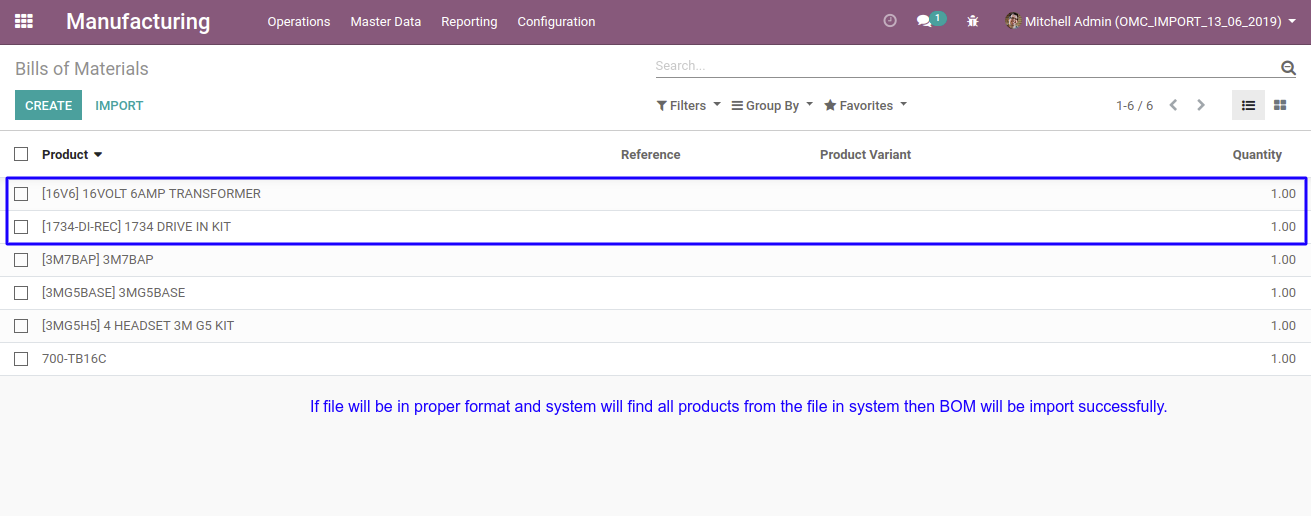 Manufacturing Operations Master Data Reporting Configuration 1 Mitchell Admin (OMC_IMPORT_13_06_2019)
Bills of Materials Search...
CREATE IMPORT Filters Group By Favorites 1-6 / 6
Product Reference Product Variant Quantity
[16V6] 16VOLT 6AMP TRANSFORMER 1.00
[1734-DI-REC] 1734 DRIVE IN KIT 1.00
[3M7BAP] 3M7BAP 1.00
[3MG5BASE] 3MG5BASE 1.00
[3MG5H5] 4 HEADSET 3M G5 KIT 1.00
700-TB16C 1.00
If file will be in proper format and system will find all products from the file in system then BOM will be import successfully.